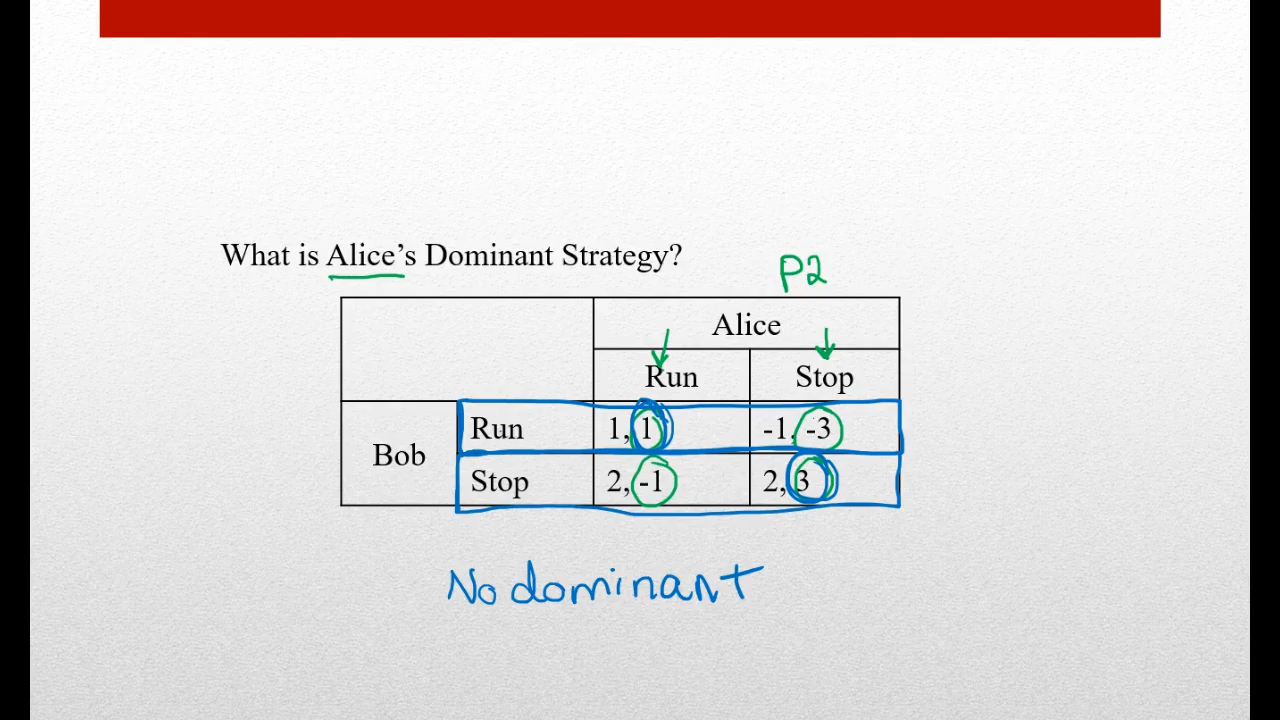 What is Alice's Dominant Strategy?
P2
Alice
Run Stop
Bob
Run 1, 1 -1, -3
Stop 2, -1 2, 3
No dominant